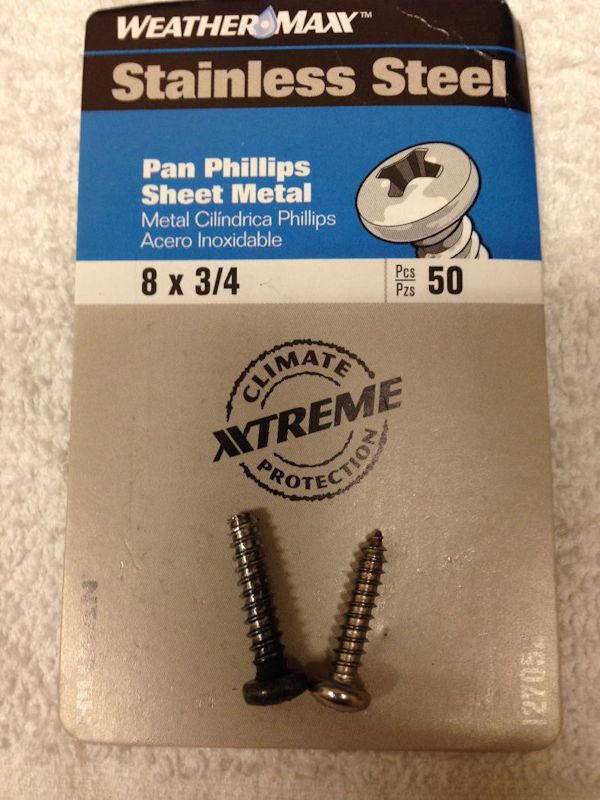 WEATHER MAXX™
Stainless Steel
Pan Phillips
Sheet Metal
Metal Cilíndrica Phillips
Acero Inoxidable
8 x 3/4
Pcs
Pzs
50
CLIMATE
XXTREME
PROTECTION